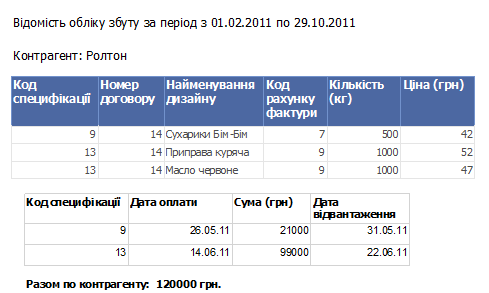 Відомість обліку збуту за період з 01.02.2011 по 29.10.2011
Контрагент: Ролтон
Код специфікації Номер договору Найменування дизайну Код рахунку фактури Кількість (кг) Ціна (грн)
9 14 Сухарики Бім-Бім 7 500 42
13 14 Приправа куряча 9 1000 52
13 14 Масло червоне 9 1000 47
Код специфікації Дата оплати Сума (грн) Дата відвантаження
9 26.05.11 21000 31.05.11
13 14.06.11 99000 22.06.11
Разом по контрагенту: 120000 грн.